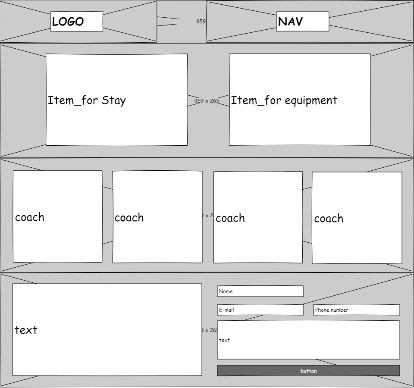 LOGO
NAV
Item_for Stay
Item_for equipment
coach
coach
coach
coach
text
Name
E-mail
Phone number
text
button